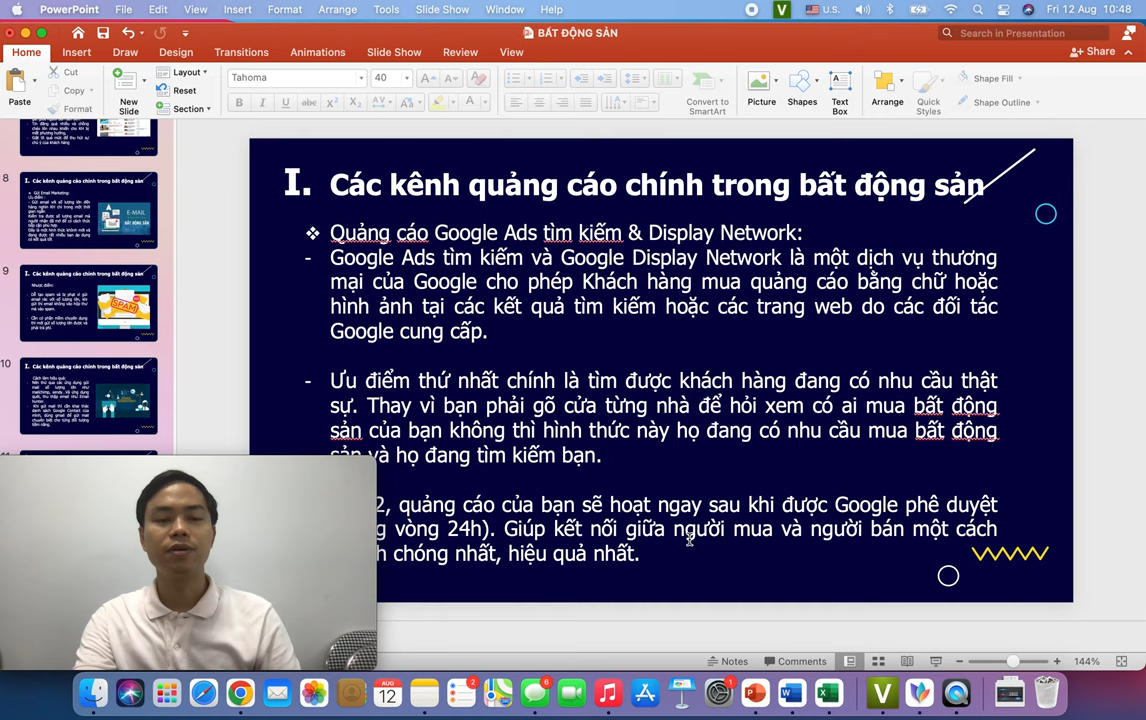 PowerPoint File Edit View Insert Format Arrange Tools Slide Show Window Help
U.S. Fri 12 Aug 10:48
BẤT ĐỘNG SẢN
Search in Presentation
Home Insert Draw Design Transitions Animations Slide Show Review View
Share
Paste
Cut
Copy
Format
New Slide
Layout
Reset
Section
Tahoma 40
Convert to SmartArt
Picture
Shapes
Text Box
Arrange
Quick Styles
Shape Fill
Shape Outline
8
I. Các kênh quảng cáo chính trong bất động sản
Gửi Email Marketing:
Ưu điểm:
E-MAIL
BẤT ĐỘNG SẢN
9
I. Các kênh quảng cáo chính trong bất động sản
Nhược điểm:
SPAM
10
I. Các kênh quảng cáo chính trong bất động sản
Cách làm hiệu quả:
I. Các kênh quảng cáo chính trong bất động sản
❖ Quảng cáo Google Ads tìm kiếm & Display Network:
- Google Ads tìm kiếm và Google Display Network là một dịch vụ thương
mại của Google cho phép Khách hàng mua quảng cáo bằng chữ hoặc
hình ảnh tại các kết quả tìm kiếm hoặc các trang web do các đối tác
Google cung cấp.
- Ưu điểm thứ nhất chính là tìm được khách hàng đang có nhu cầu thật
sự. Thay vì bạn phải gõ cửa từng nhà để hỏi xem có ai mua bất động
sản của bạn không thì hình thức này họ đang có nhu cầu mua bất động
sản và họ đang tìm kiếm bạn.
2, quảng cáo của bạn sẽ hoạt ngay sau khi được Google phê duyệt
vòng 24h). Giúp kết nối giữa người mua và người bán một cách
chóng nhất, hiệu quả nhất.
Notes Comments 144%
AUG
12
2
6
1